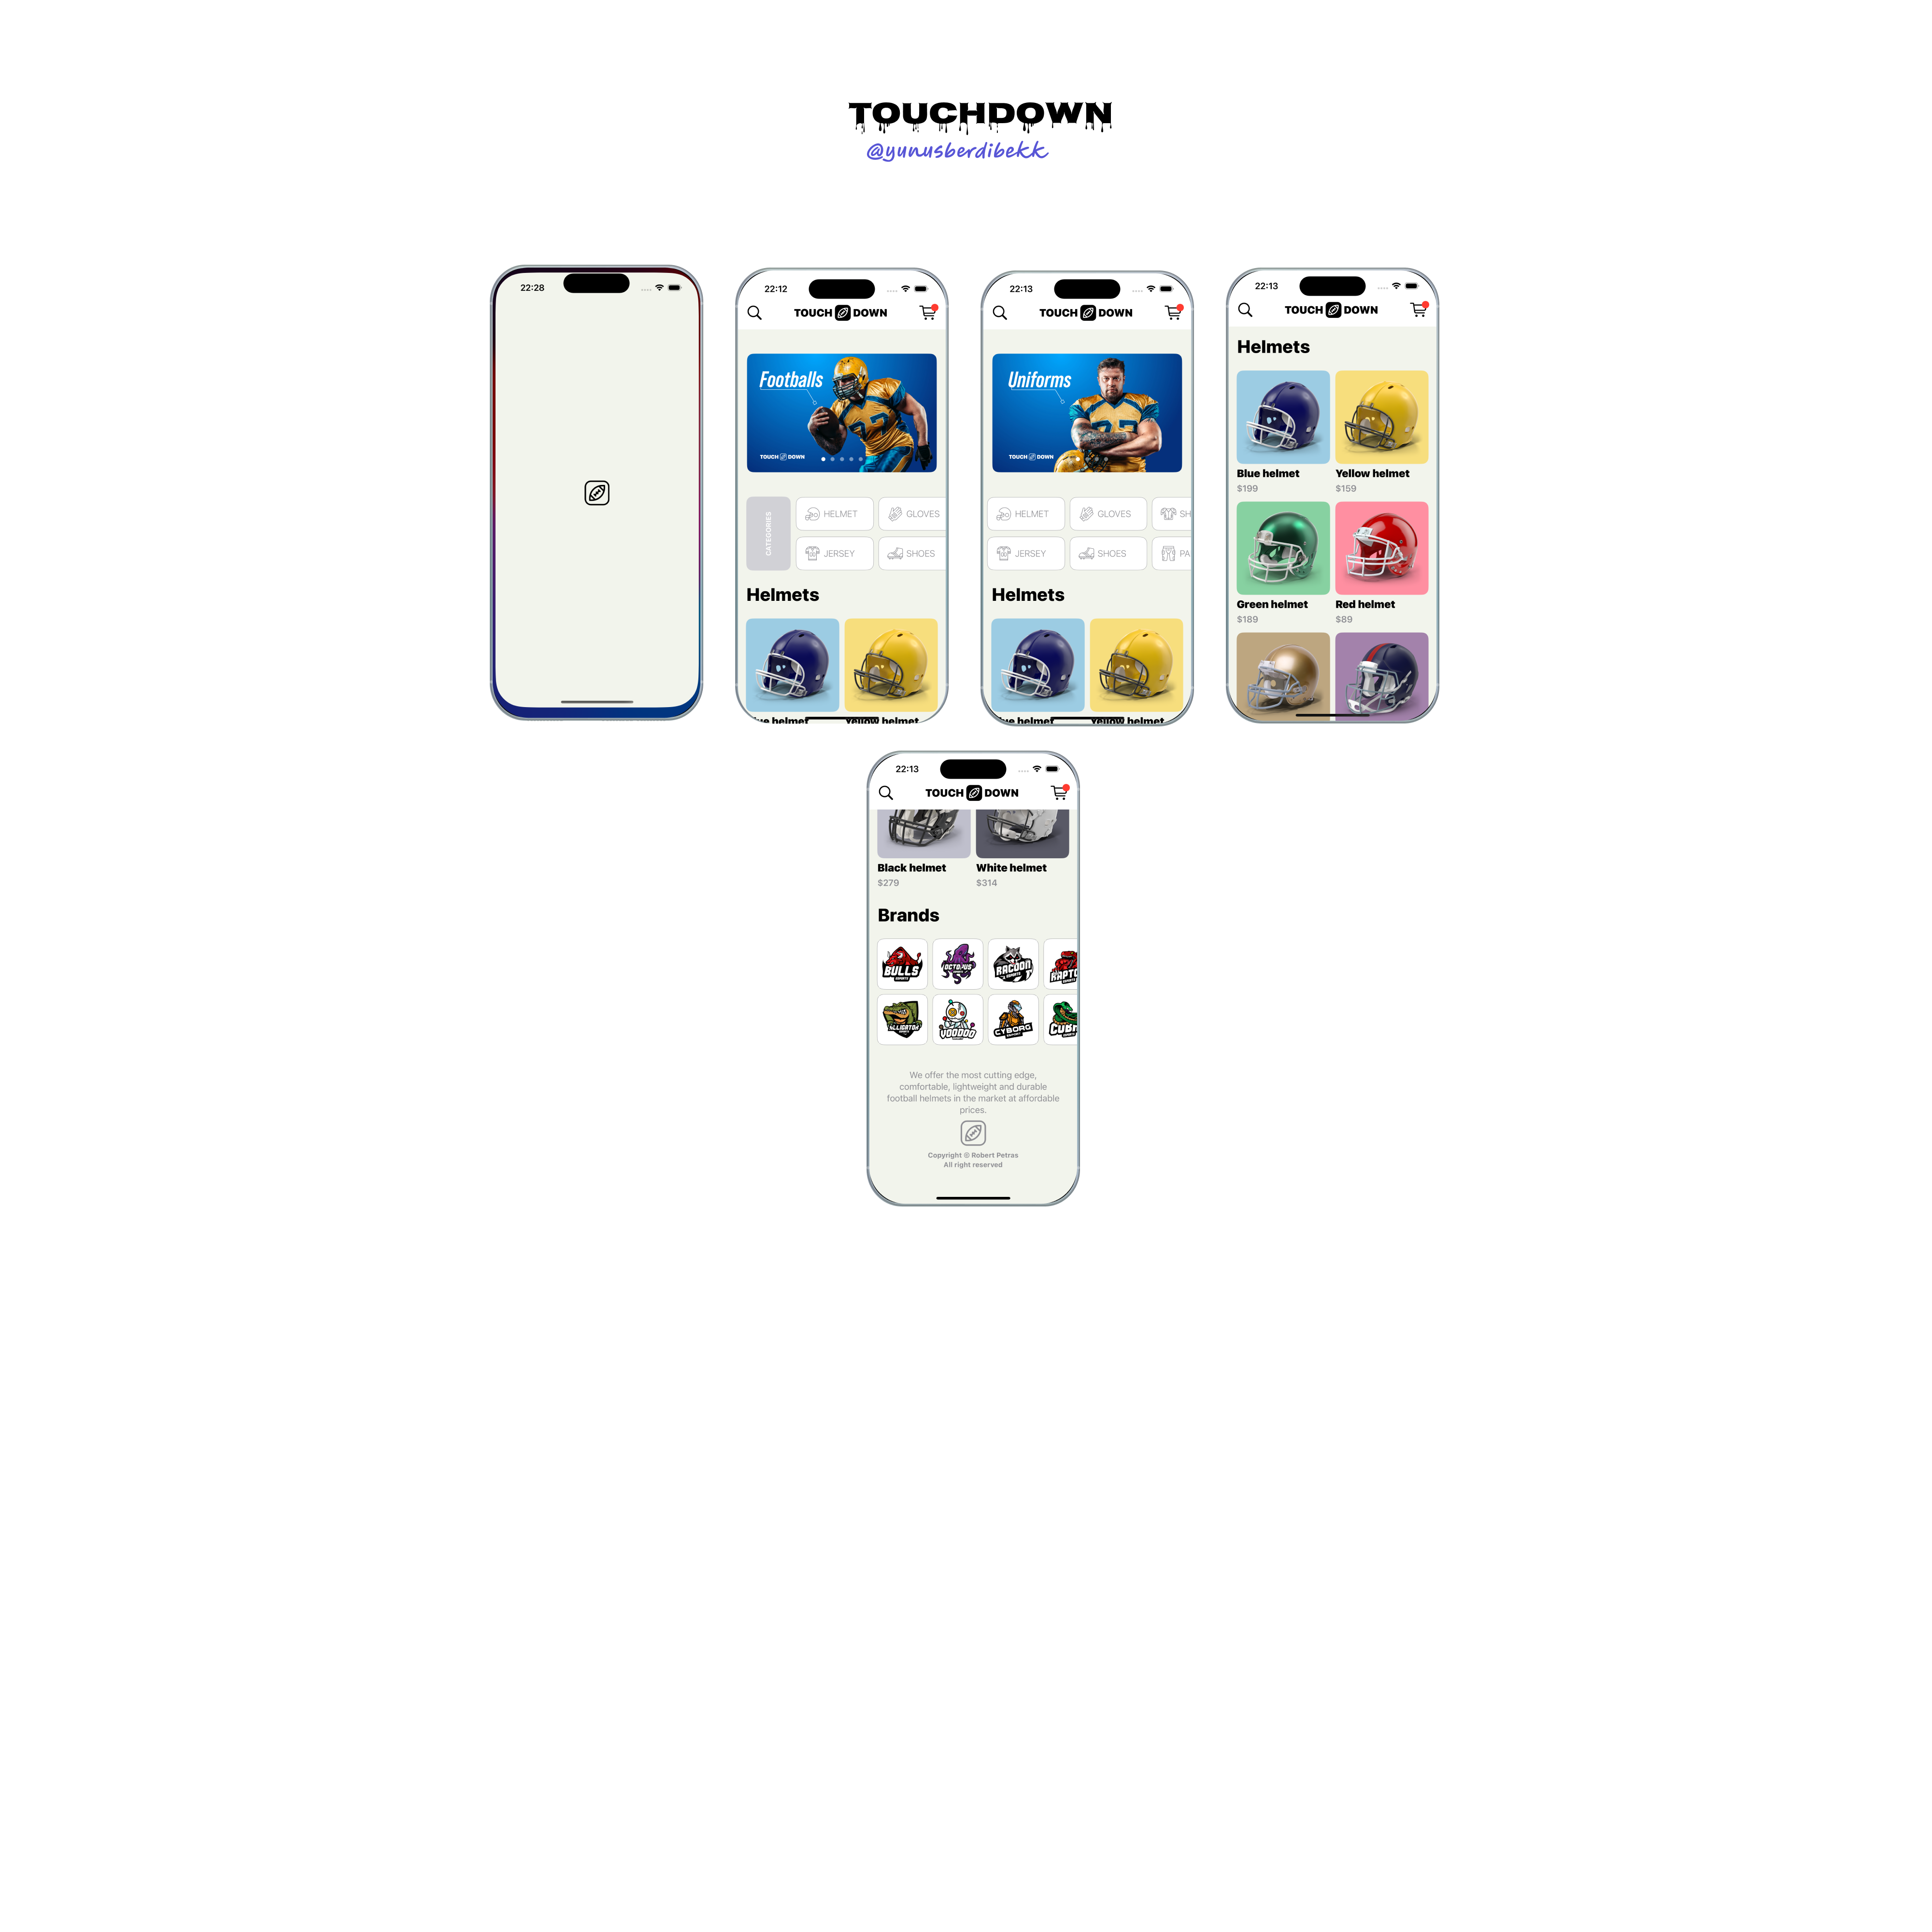 TOUCHDOWN
@yunusberdibekk
22:28
22:12
TOUCH DOWN
Footballs
TOUCH DOWN
CATEGORIES
HELMET
GLOVES
JERSEY
SHOES
Helmets
ue helmet
Yellow helmet
22:13
TOUCH DOWN
Uniforms
TOUCH DOWN
HELMET
GLOVES
SH
JERSEY
SHOES
PA
Helmets
ue helmet
Yellow helmet
22:13
TOUCH DOWN
Helmets
Blue helmet
Yellow helmet
$199
$159
Green helmet
Red helmet
$189
$89
22:13
TOUCH DOWN
Black helmet
White helmet
$279
$314
Brands
BULLS
OCTOPUS
RACOON
RAPTO
ALLIGATOR
VOODOO
CYBORG
COBR
We offer the most cutting edge,
comfortable, lightweight and durable
football helmets in the market at affordable
prices.
Copyright © Robert Petras
All right reserved